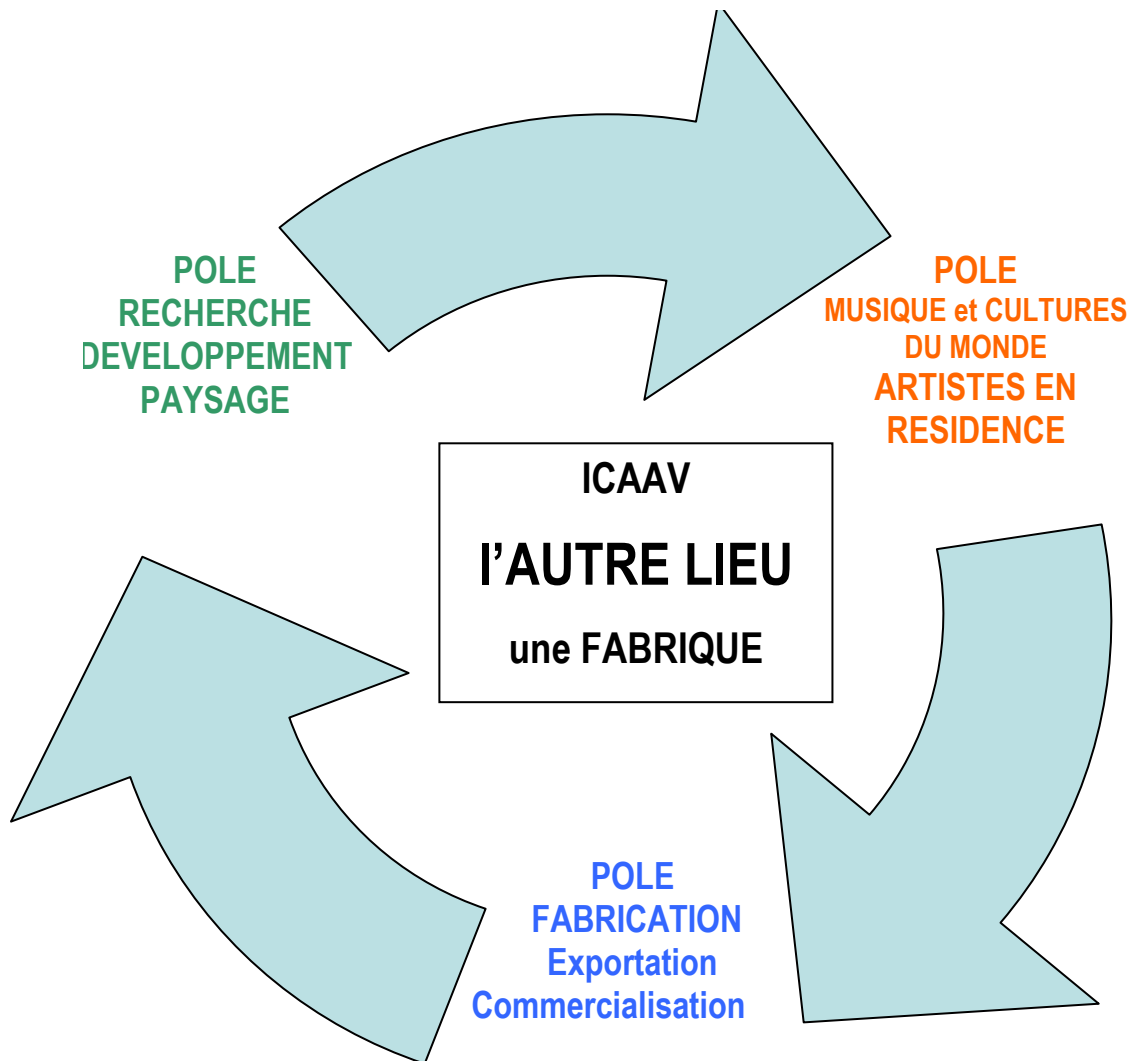 POLE
RECHERCHE
DEVELOPPEMENT
PAYSAGE
POLE
MUSIQUE et CULTURES
DU MONDE
ARTISTES EN
RESIDENCE
ICAAV
l’AUTRE LIEU
une FABRIQUE
POLE
FABRICATION
Exportation
Commercialisation